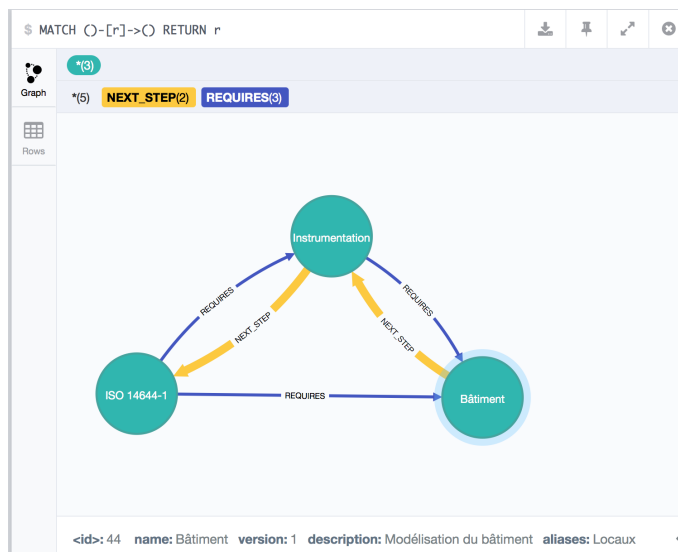 $ MATCH ()-[r]->() RETURN r
Graph
Rows
*(3)
*(5) NEXT_STEP(2) REQUIRES(3)
Instrumentation
REQUIRES
REQUIRES
NEXT_STEP
NEXT_STEP
ISO 14644-1
REQUIRES
Bâtiment
<id>: 44 name: Bâtiment version: 1 description: Modélisation du bâtiment aliases: Locaux